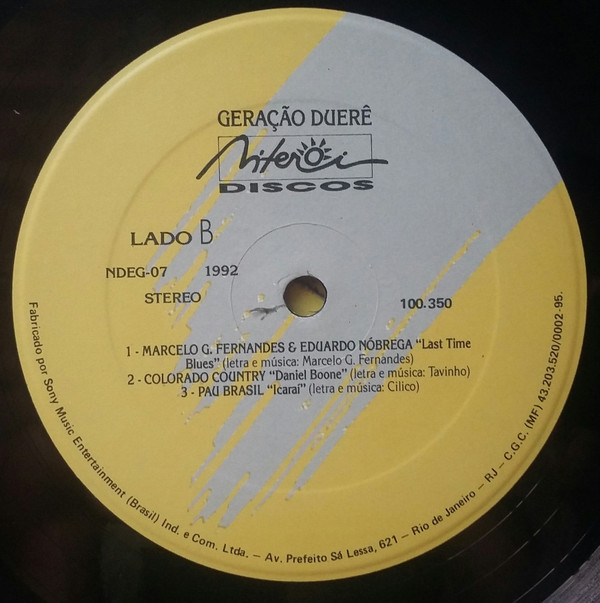 GERAÇÃO DUERÊ
Niterói
DISCOS
LADO B
NDEG-07 1992
STEREO 100.350
1 - MARCELO G. FERNANDES & EDUARDO NÓBREGA "Last Time
Blues" (letra e música: Marcelo G. Fernandes)
2 - COLORADO COUNTRY "Daniel Boone" (letra e música: Tavinho)
3 - PAU BRASIL "Icaraí" (letra e música: Cilico)
Fabricado por Sony Music Entertainment (Brasil) Ind. e Com. Ltda. — Av. Prefeito Sá Lessa, 621 — Rio de Janeiro — RJ — C.G.C. (MF) 43.203.520/0002-95.